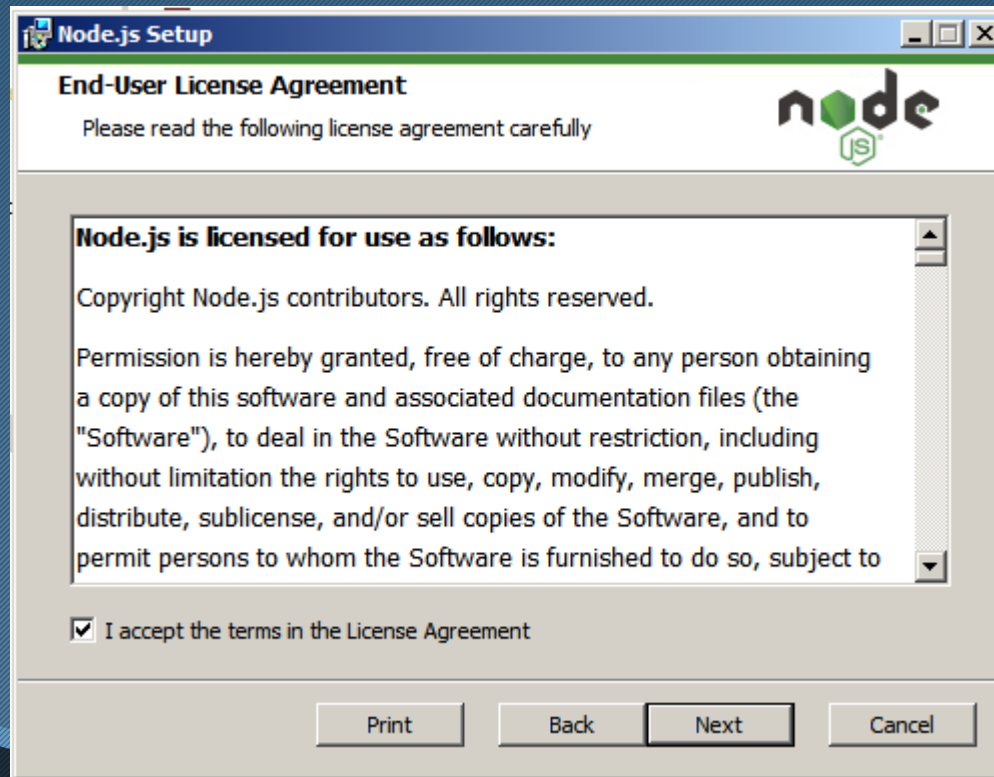 Node.js Setup
End-User License Agreement
Please read the following license agreement carefully
node
JS
Node.js is licensed for use as follows:
Copyright Node.js contributors. All rights reserved.
Permission is hereby granted, free of charge, to any person obtaining
a copy of this software and associated documentation files (the
"Software"), to deal in the Software without restriction, including
without limitation the rights to use, copy, modify, merge, publish,
distribute, sublicense, and/or sell copies of the Software, and to
permit persons to whom the Software is furnished to do so, subject to
I accept the terms in the License Agreement
Print Back Next Cancel